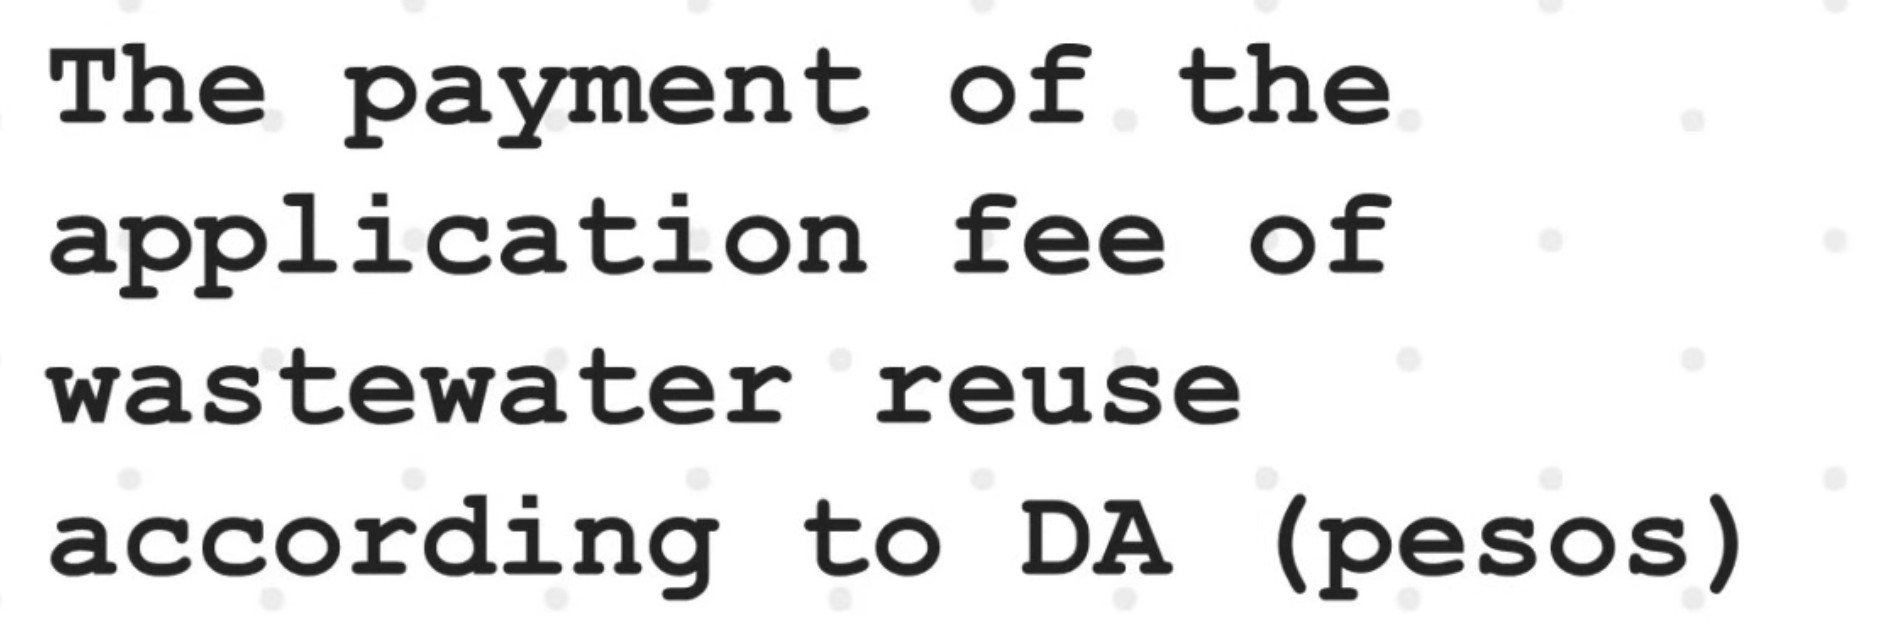 The payment of the
application fee of
wastewater reuse
according to DA (pesos)